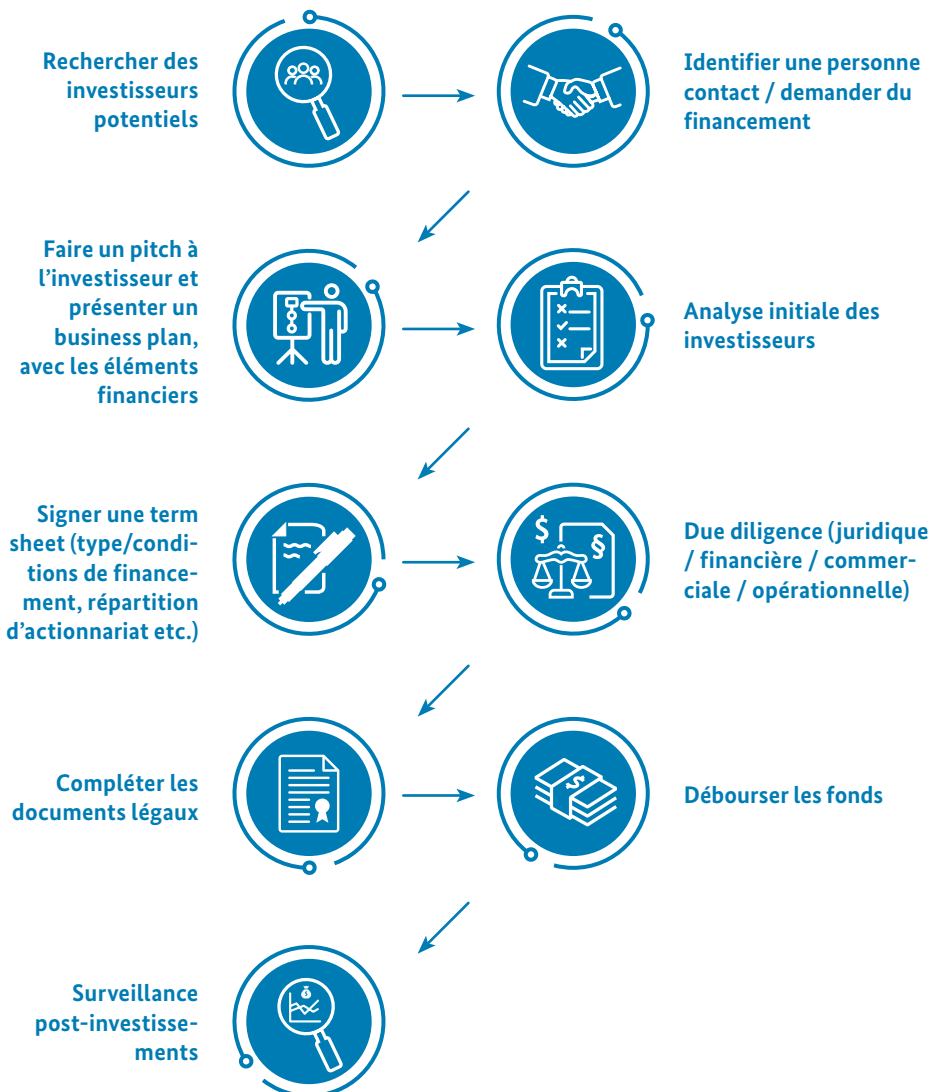 Rechercher des
investisseurs
potentiels
Identifier une personne
contact / demander du
financement
Faire un pitch à
l’investisseur et
présenter un
business plan,
avec les éléments
financiers
Analyse initiale des
investisseurs
Signer une term
sheet (type/condi-
tions de finance-
ment, répartition
d’actionnariat etc.)
$
§
Due diligence (juridique
/ financière / commer-
ciale / opérationnelle)
Compléter les
documents légaux
$
Débourser les fonds
Surveillance
post-investisse-
ments
$